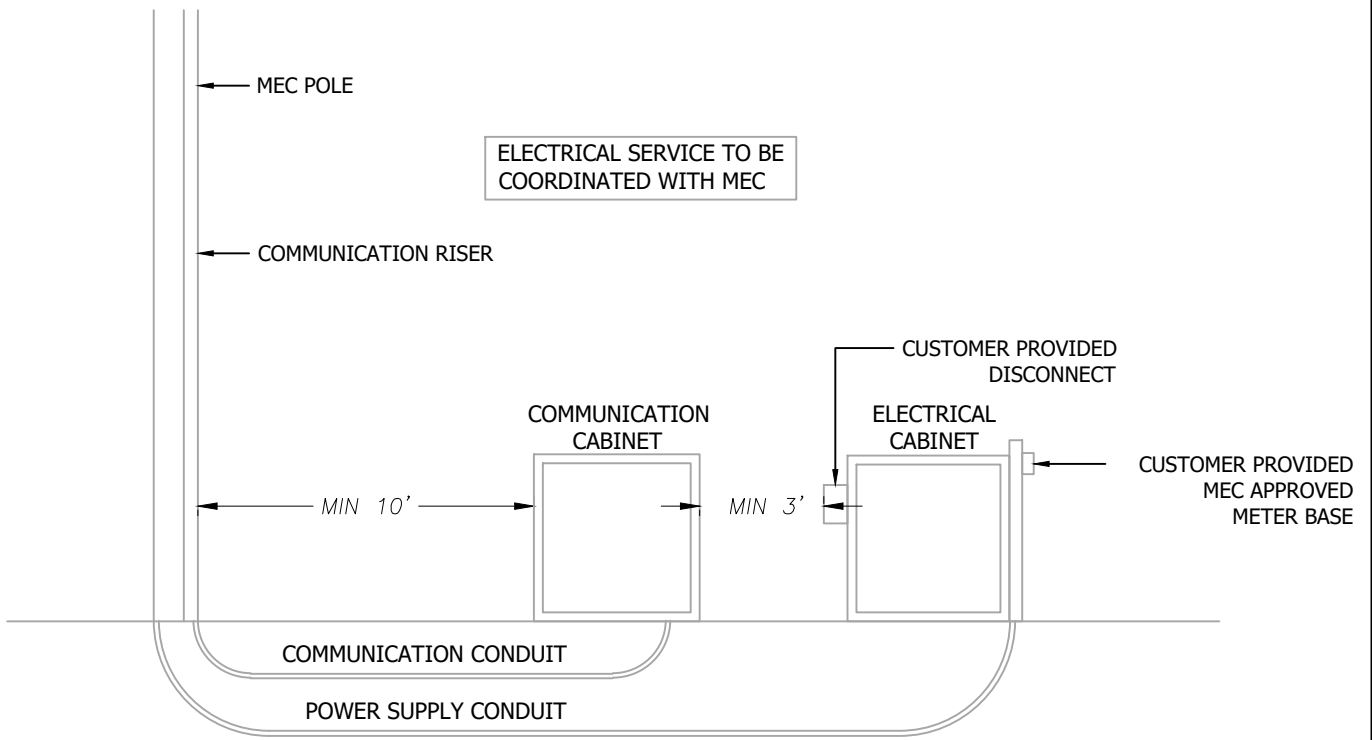 MEC POLE
ELECTRICAL SERVICE TO BE
COORDINATED WITH MEC
COMMUNICATION RISER
CUSTOMER PROVIDED
DISCONNECT
COMMUNICATION
CABINET
ELECTRICAL
CABINET
CUSTOMER PROVIDED
MEC APPROVED
METER BASE
MIN 10'
MIN 3'
COMMUNICATION CONDUIT
POWER SUPPLY CONDUIT